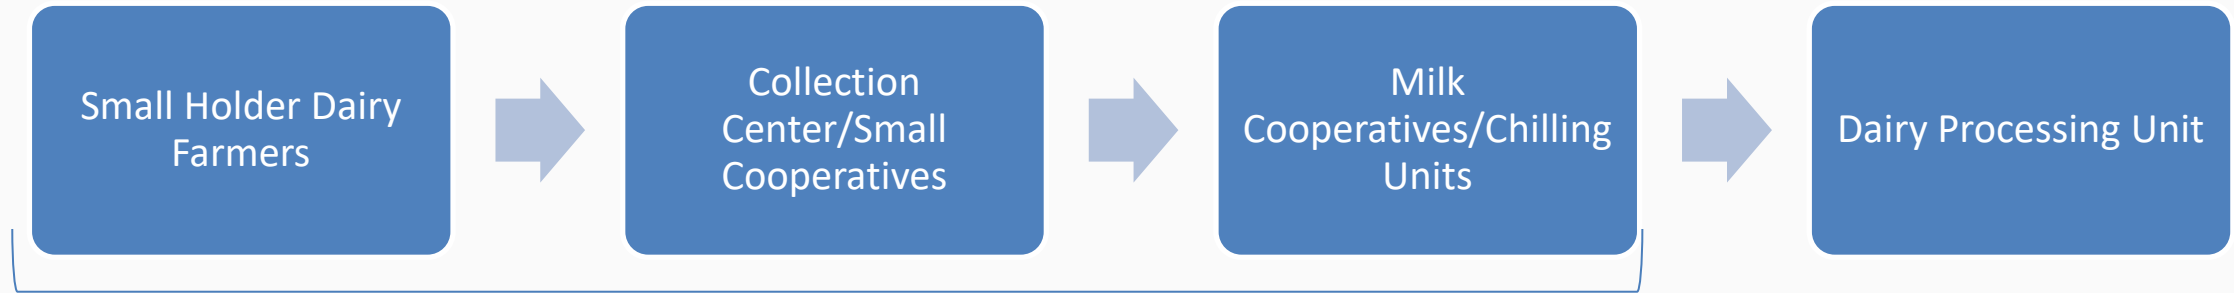 Small Holder Dairy
Farmers
Collection
Center/Small
Cooperatives
Milk
Cooperatives/Chilling
Units
Dairy Processing Unit